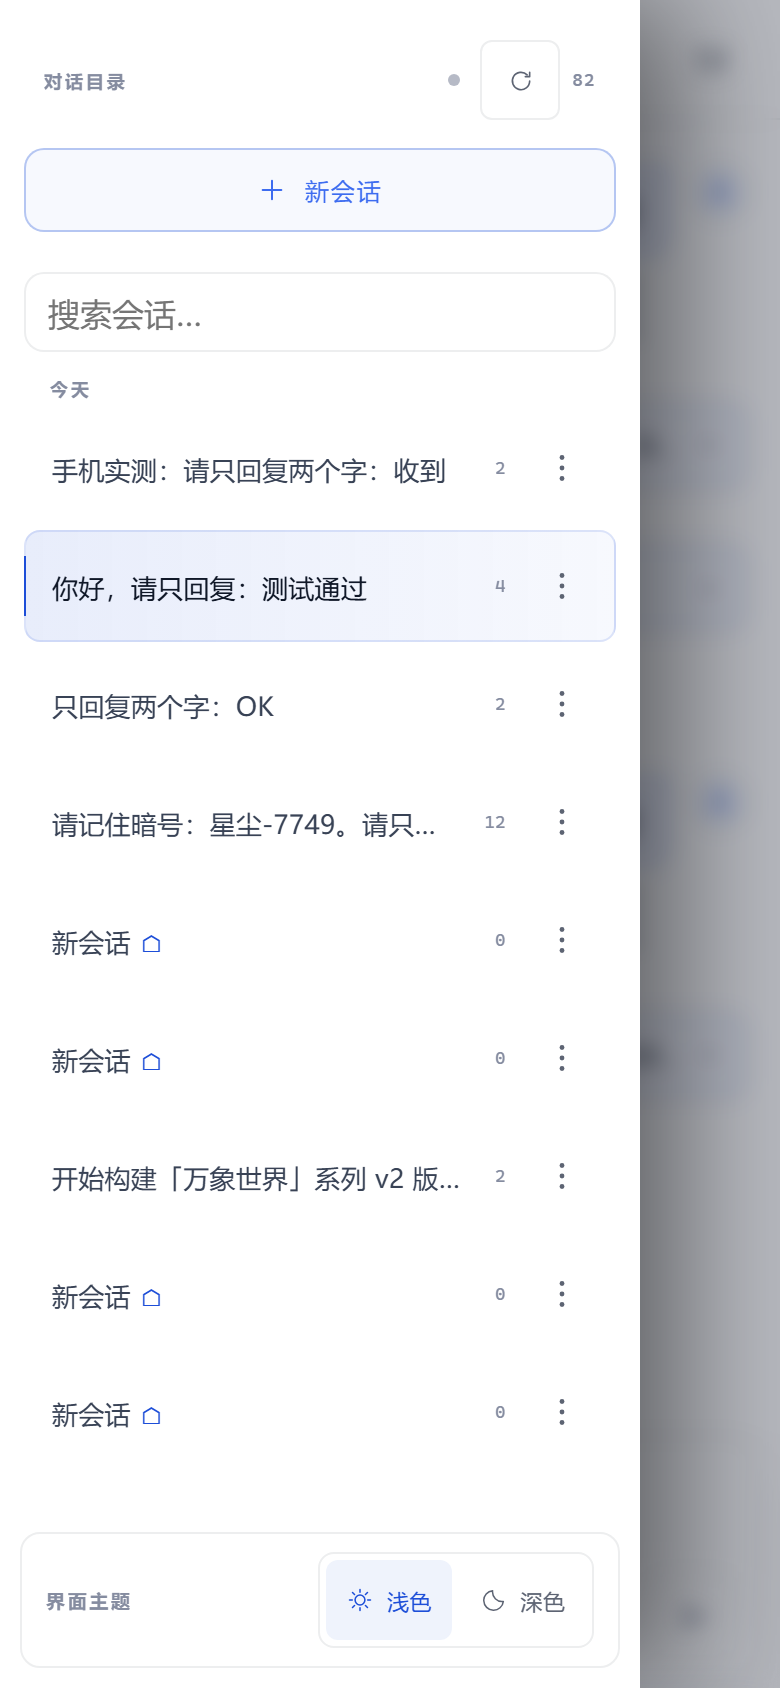 对话目录 82
新会话
搜索会话...
今天
手机实测：请只回复两个字：收到 2
你好，请只回复：测试通过 4
只回复两个字：OK 2
请记住暗号：星尘-7749。请只... 12
新会话 0
新会话 0
开始构建「万象世界」系列 v2 版... 2
新会话 0
新会话 0
界面主题 浅色 深色